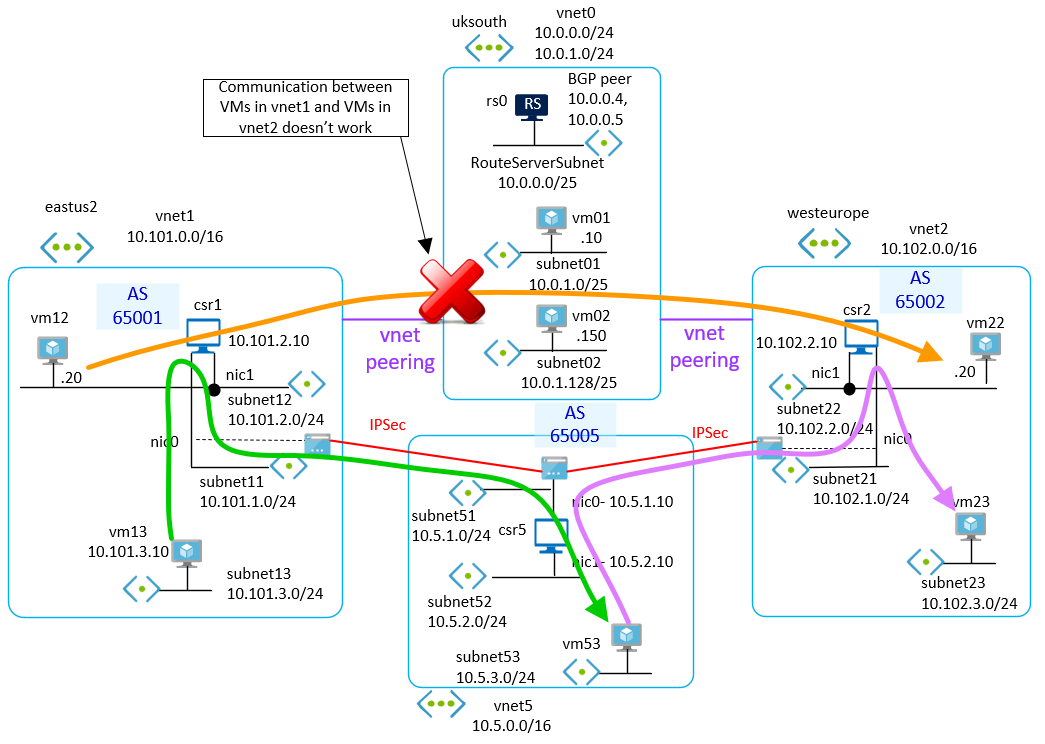 uksouth
vnet0
10.0.0.0/24
10.0.1.0/24
Communication between
VMs in vnet1 and VMs in
vnet2 doesn't work
rs0
RS
BGP peer
10.0.0.4,
10.0.0.5
RouteServerSubnet
10.0.0.0/25
vm01
.10
subnet01
10.0.1.0/25
vm02
.150
subnet02
10.0.1.128/25
eastus2
vnet1
10.101.0.0/16
AS
65001
vm12
.20
csr1
10.101.2.10
nic1
subnet12
10.101.2.0/24
nic0
subnet11
10.101.1.0/24
vm13
10.101.3.10
subnet13
10.101.3.0/24
vnet
peering
vnet
peering
westeurope
vnet2
10.102.0.0/16
AS
65002
csr2
10.102.2.10
vm22
.20
nic1
subnet22
10.102.2.0/24
nic0
subnet21
10.102.1.0/24
vm23
subnet23
10.102.3.0/24
IPSec
IPSec
AS
65005
nic0- 10.5.1.10
subnet51
10.5.1.0/24
csr5
nic1- 10.5.2.10
subnet52
10.5.2.0/24
vm53
subnet53
10.5.3.0/24
vnet5
10.5.0.0/16